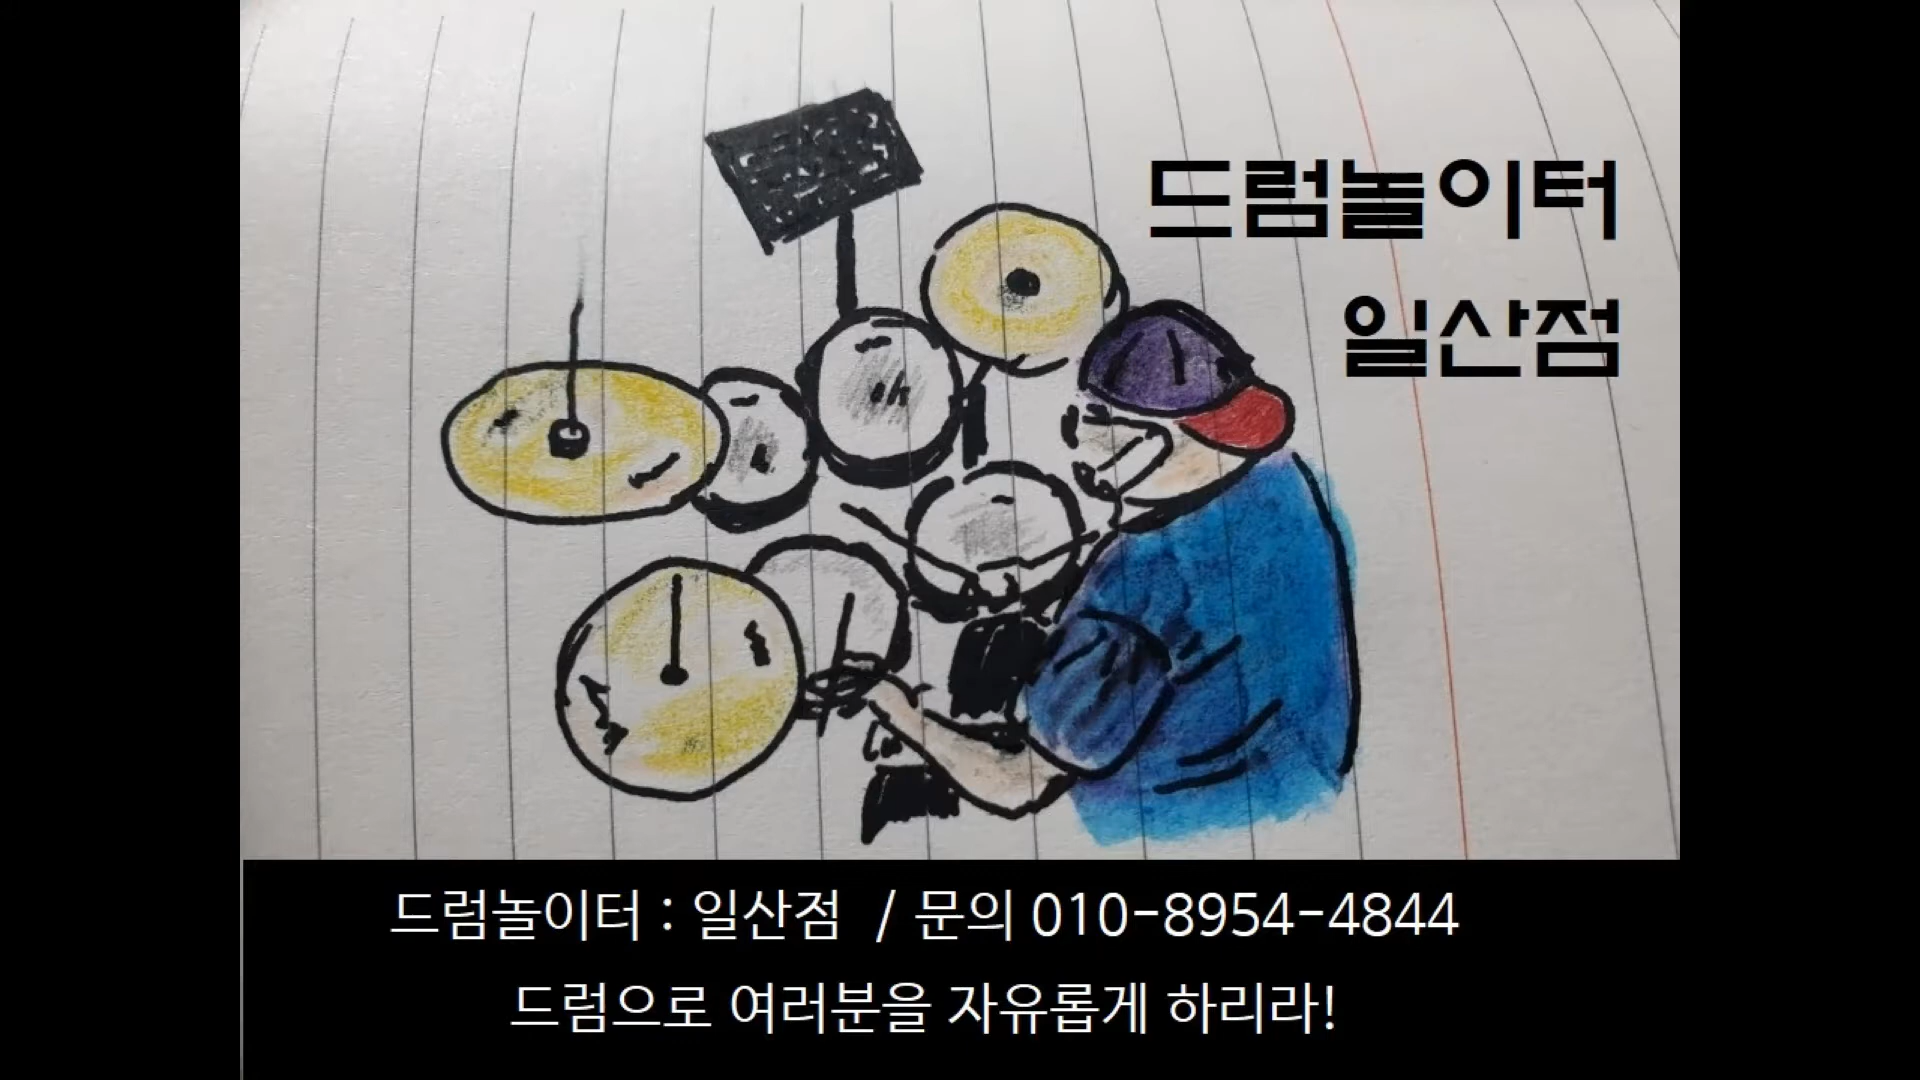 드럼놀이터
일산점
드럼놀이터 : 일산점 / 문의 010-8954-4844
드럼으로 여러분을 자유롭게 하리라!